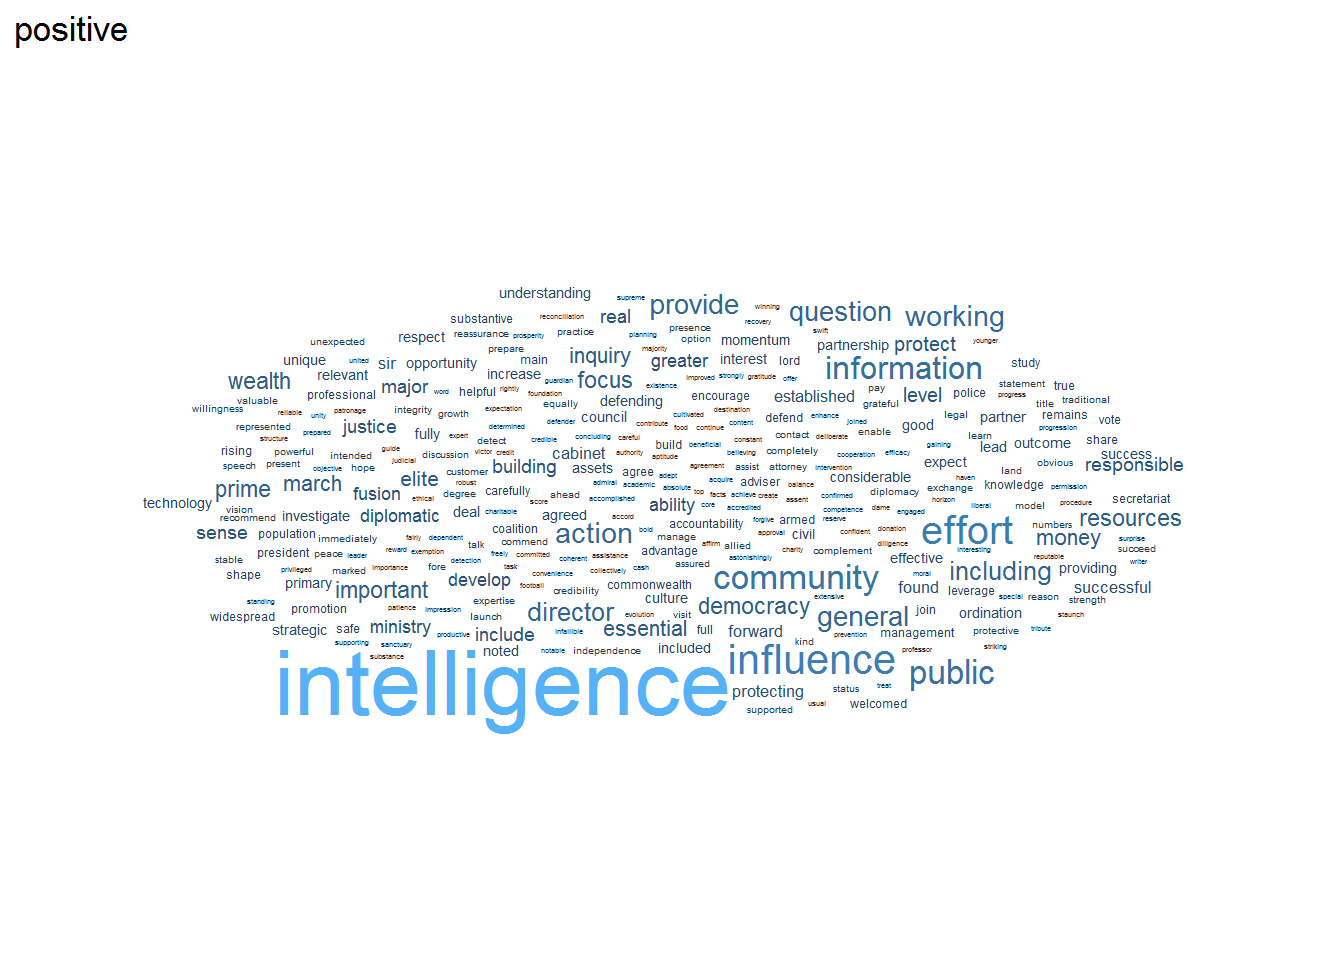 positive
understanding supreme provide winning question working
substantive reconciliation real recovery swift
unexpected respect reassurance prosperity practice planning presence option momentum partnership protect younger
unique united sir opportunity prepare main inquiry majority greater interest lord information study
wealth relevant major increase guardian focus existence improved strongly gratitude offer statement true
valuable professional word helpful rightly foundation encourage established pay level police progress traditional
willingness reliable unity patronage integrity growth expectation equally defending cultivated destination grateful title
represented prepared justice determined defender council contribute food continue content defend enhance joined good legal partner remains vote
structure fully expert detect credible concluding careful constant contact deliberate enable learn progression
rising powerful guide intended discussion victor credit cabinet build beneficial believing completely cooperation efficacy gaining lead outcome share success
speech present objective hope judicial customer building assets agree authority aptitude agreement assist attorney intervention expect land obvious responsible
prime march elite robust adept acquire adviser balance considerable exchange haven knowledge permission
technology fusion ethical degree carefully score ahead admiral academic absolute top facts achieve create assent confirmed diplomacy horizon secretariat
vision recommend investigate diplomatic deal charitable agreed accomplished accord ability core accredited competence dame engaged liberal model procedure resources
sense population immediately fairly dependent coalition action bold accountability forgive armed reserve effort numbers money surprise
stable president peace leader reward exemption talk commend manage affirm allied approval civil confident donation diligence interesting reputable succeed
shape privileged marked importance fore detection freely committed coherent assistance assured advantage astonishingly charity complement effective providing writer
primary important develop task football convenience collectively cash commonwealth community moral including
standing patience impression expertise credibility culture extensive found leverage special reason successful strength
widespread promotion launch director evolution visit democracy general join ordination staunch
strategic safe ministry productive include infallible essential full forward prevention management protective tribute
supporting sanctuary noted notable independence included kind professor striking
substance intelligence influence public
protecting status treat
supported usual welcomed